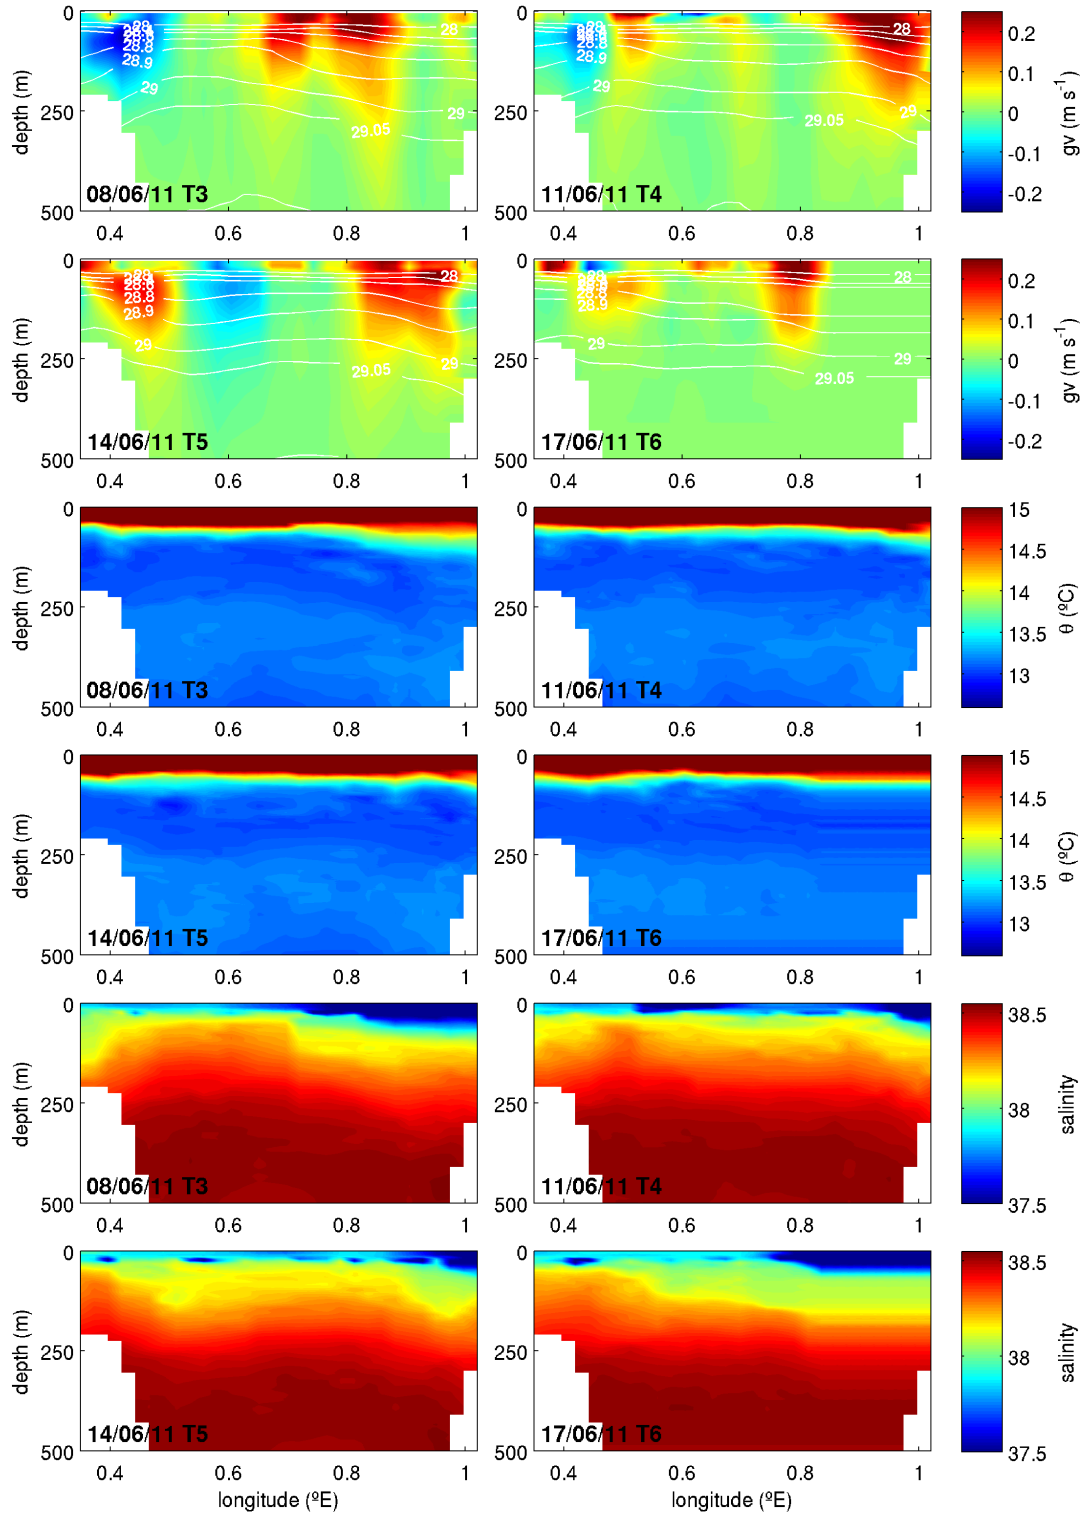 0 250 500 depth (m)
28 28.8 28.9 29 29.05 28
08/06/11 T3
0.4 0.6 0.8 1
0 250 500
28.8 28.9 29.05 29 28
11/06/11 T4
0.4 0.6 0.8 1
0.2 0.1 0 -0.1 -0.2 gv (m s⁻¹)
0 250 500 depth (m)
28 28.8 28.9 29 29.05 29 28
14/06/11 T5
0.4 0.6 0.8 1
0 250 500
28 28.8 28.9 29 29.05 29 28
17/06/11 T6
0.4 0.6 0.8 1
0.2 0.1 0 -0.1 -0.2 gv (m s⁻¹)
0 250 500 depth (m)
08/06/11 T3
0.4 0.6 0.8 1
0 250 500
11/06/11 T4
0.4 0.6 0.8 1
15 14.5 14 13.5 13 θ (ºC)
0 250 500 depth (m)
14/06/11 T5
0.4 0.6 0.8 1
0 250 500
17/06/11 T6
0.4 0.6 0.8 1
15 14.5 14 13.5 13 θ (ºC)
0 250 500 depth (m)
08/06/11 T3
0.4 0.6 0.8 1
0 250 500
11/06/11 T4
0.4 0.6 0.8 1
38.5 38 37.5 salinity
0 250 500 depth (m)
14/06/11 T5
0.4 0.6 0.8 1
longitude (ºE)
0 250 500
17/06/11 T6
0.4 0.6 0.8 1
longitude (ºE)
38.5 38 37.5 salinity